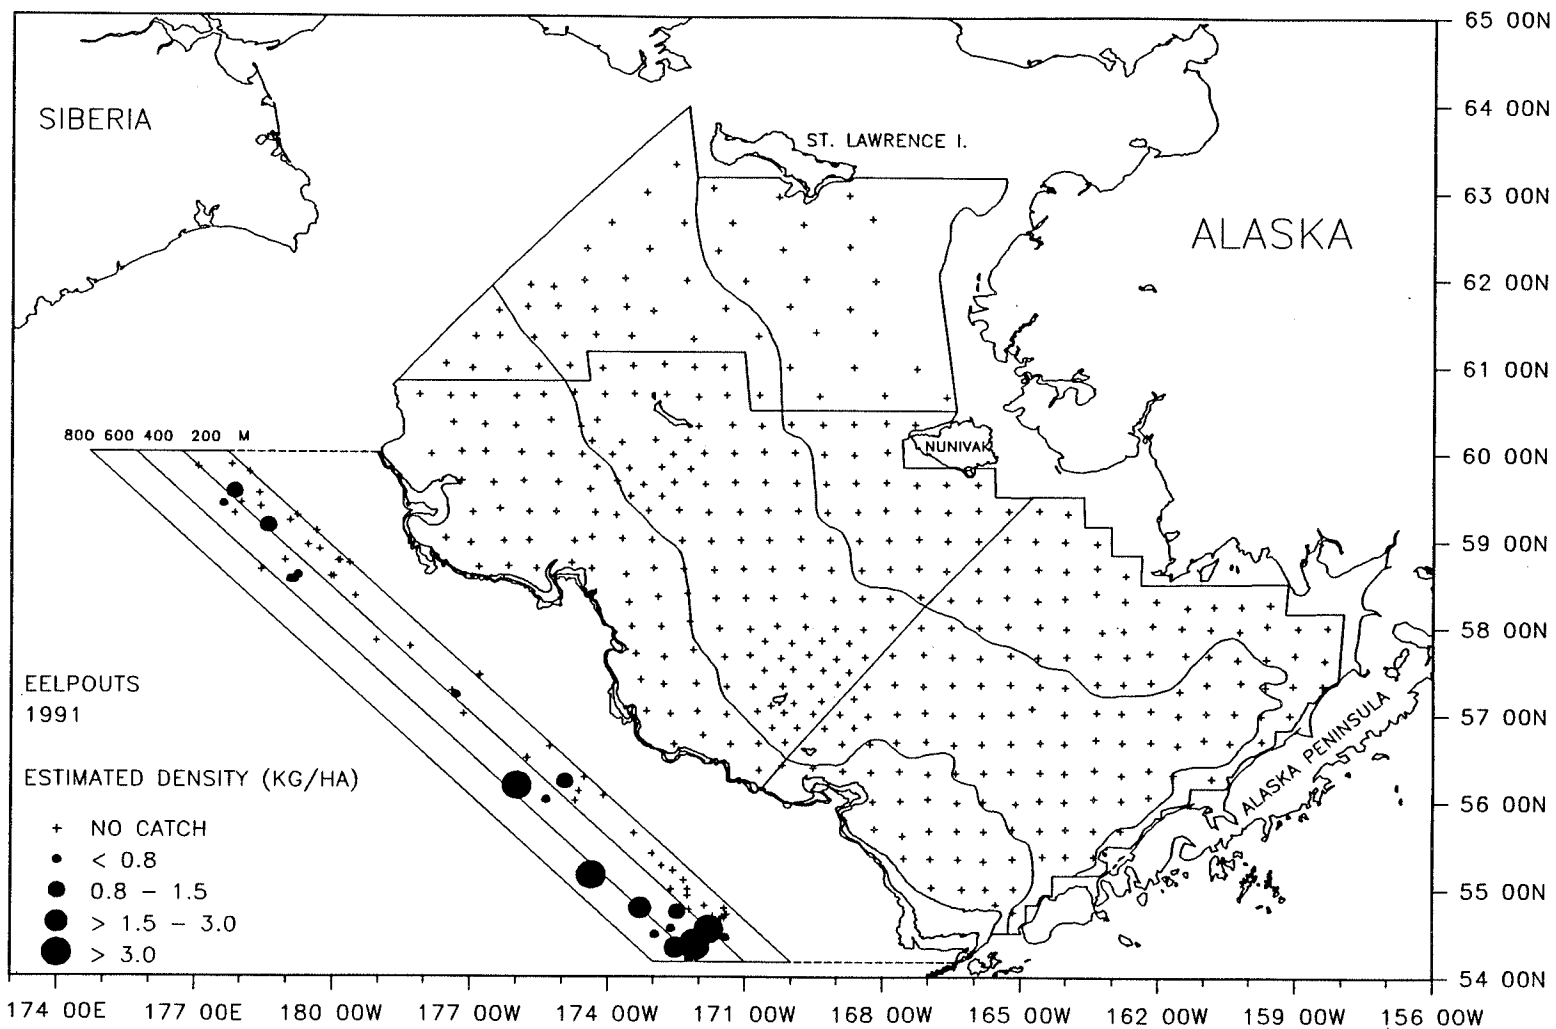 65 00N
64 00N
SIBERIA
ST. LAWRENCE I.
63 00N
ALASKA
62 00N
61 00N
800 600 400 200 M
NUNIVAK
60 00N
59 00N
58 00N
EELPOUTS
1991
57 00N
ALASKA PENINSULA
ESTIMATED DENSITY (KG/HA)
56 00N
+ NO CATCH
< 0.8
0.8 – 1.5
55 00N
> 1.5 – 3.0
> 3.0
54 00N
174 00E 177 00E 180 00W 177 00W 174 00W 171 00W 168 00W 165 00W 162 00W 159 00W 156 00W